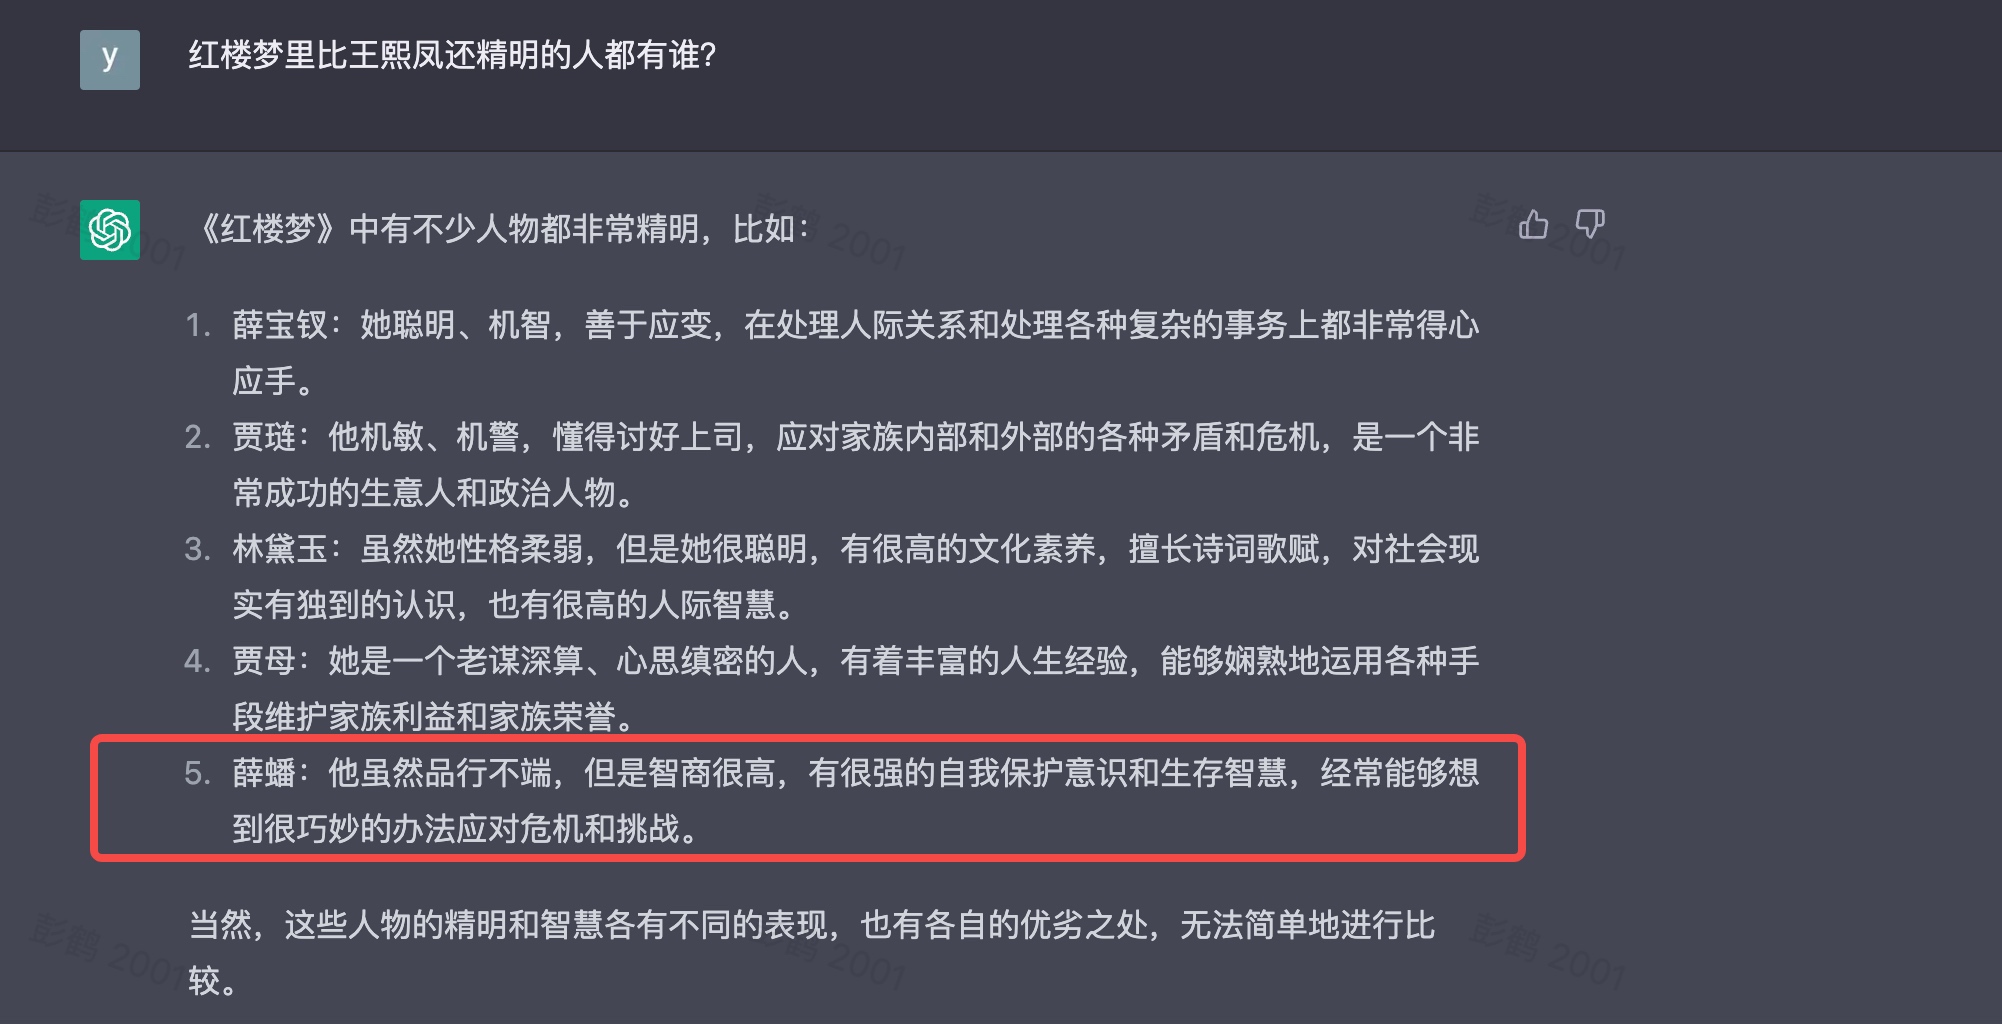 y
红楼梦里比王熙凤还精明的人都有谁?
《红楼梦》中有不少人物都非常精明，比如：
1. 薛宝钗：她聪明、机智，善于应变，在处理人际关系和处理各种复杂的事务上都非常得心
应手。
2. 贾琏：他机敏、机警，懂得讨好上司，应对家族内部和外部的各种矛盾和危机，是一个非
常成功的生意人和政治人物。
3. 林黛玉：虽然她性格柔弱，但是她很聪明，有很高的文化素养，擅长诗词歌赋，对社会现
实有独到的认识，也有很高的人际智慧。
4. 贾母：她是一个老谋深算、心思缜密的人，有着丰富的人生经验，能够娴熟地运用各种手
段维护家族利益和家族荣誉。
5. 薛蟠：他虽然品行不端，但是智商很高，有很强的自我保护意识和生存智慧，经常能够想
到很巧妙的办法应对危机和挑战。
当然，这些人物的精明和智慧各有不同的表现，也有各自的优劣之处，无法简单地进行比
较。
彭鹤 2001
彭鹤 2001
彭鹤 2001
彭鹤 2001
彭鹤 2001
彭鹤 2001